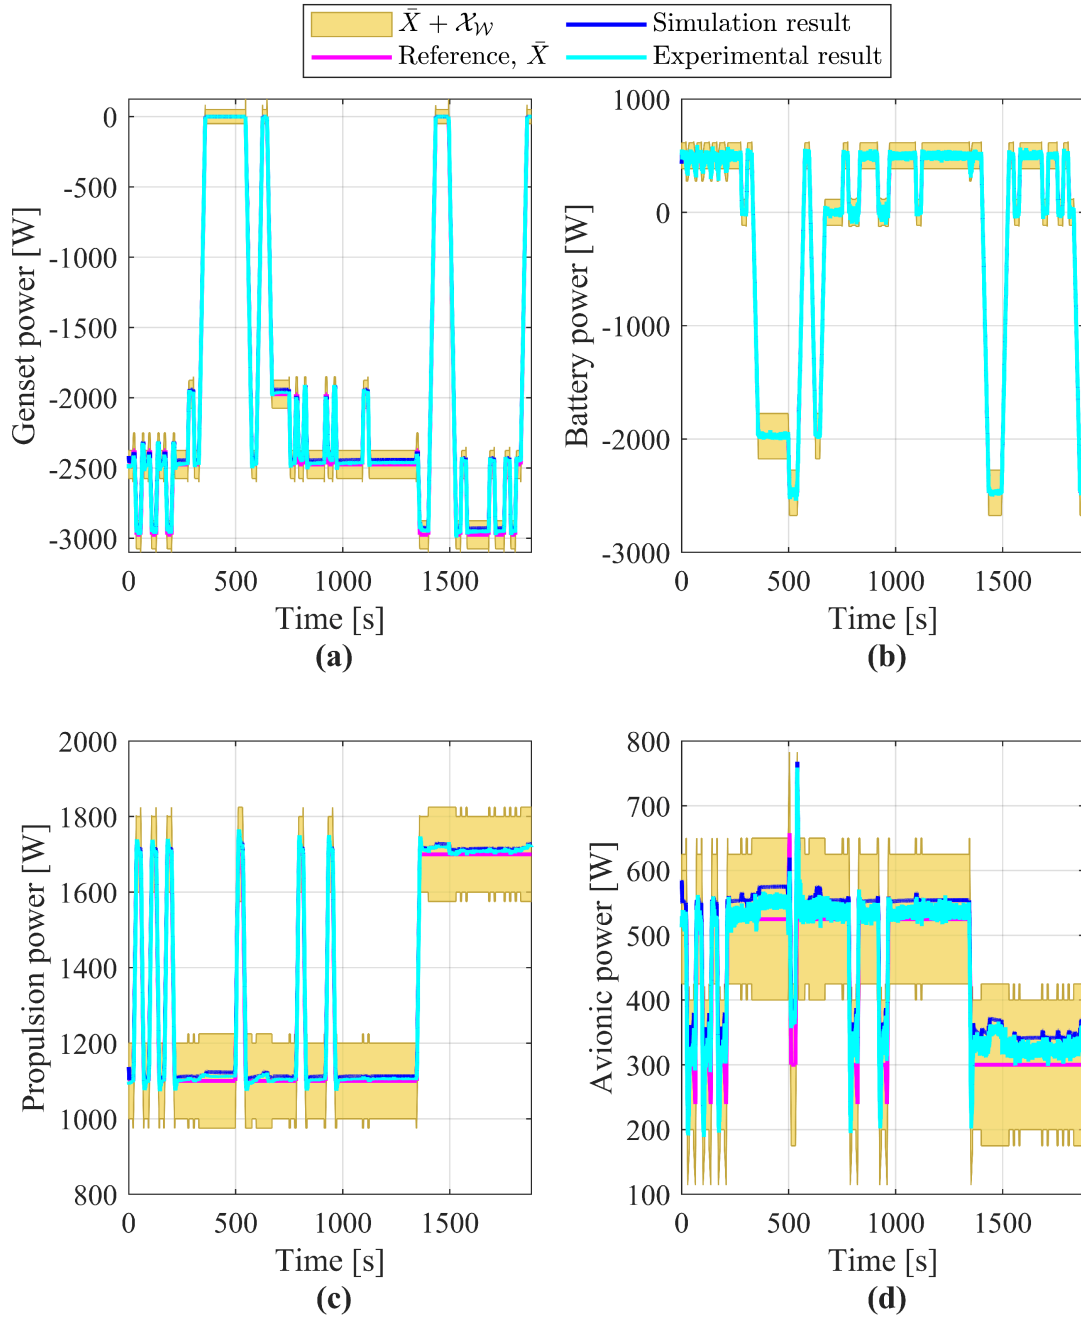 X̄ + 𝒳_𝒲
Simulation result
Reference, X̄
Experimental result
0
-500
-1000
-1500
-2000
-2500
-3000
Genset power [W]
0 500 1000 1500
Time [s]
(a)
1000
0
-1000
-2000
-3000
Battery power [W]
0 500 1000 1500
Time [s]
(b)
2000
1800
1600
1400
1200
1000
800
Propulsion power [W]
0 500 1000 1500
Time [s]
(c)
800
700
600
500
400
300
200
100
Avionic power [W]
0 500 1000 1500
Time [s]
(d)